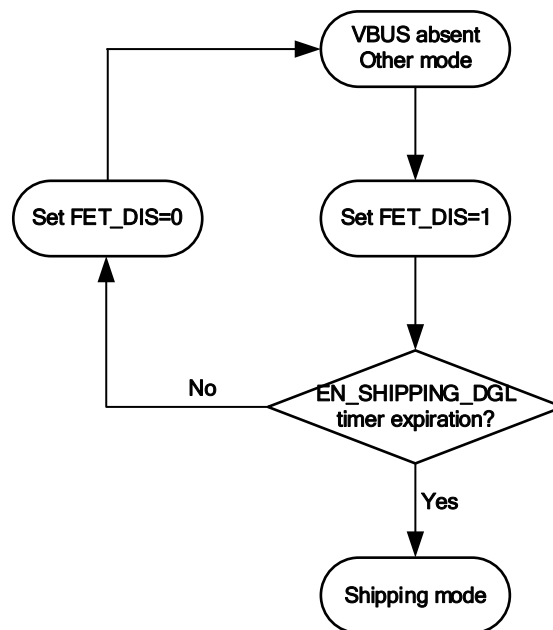 VBUS absent
Other mode
Set FET_DIS=0
Set FET_DIS=1
EN_SHIPPING_DGL
timer expiration?
No
Yes
Shipping mode